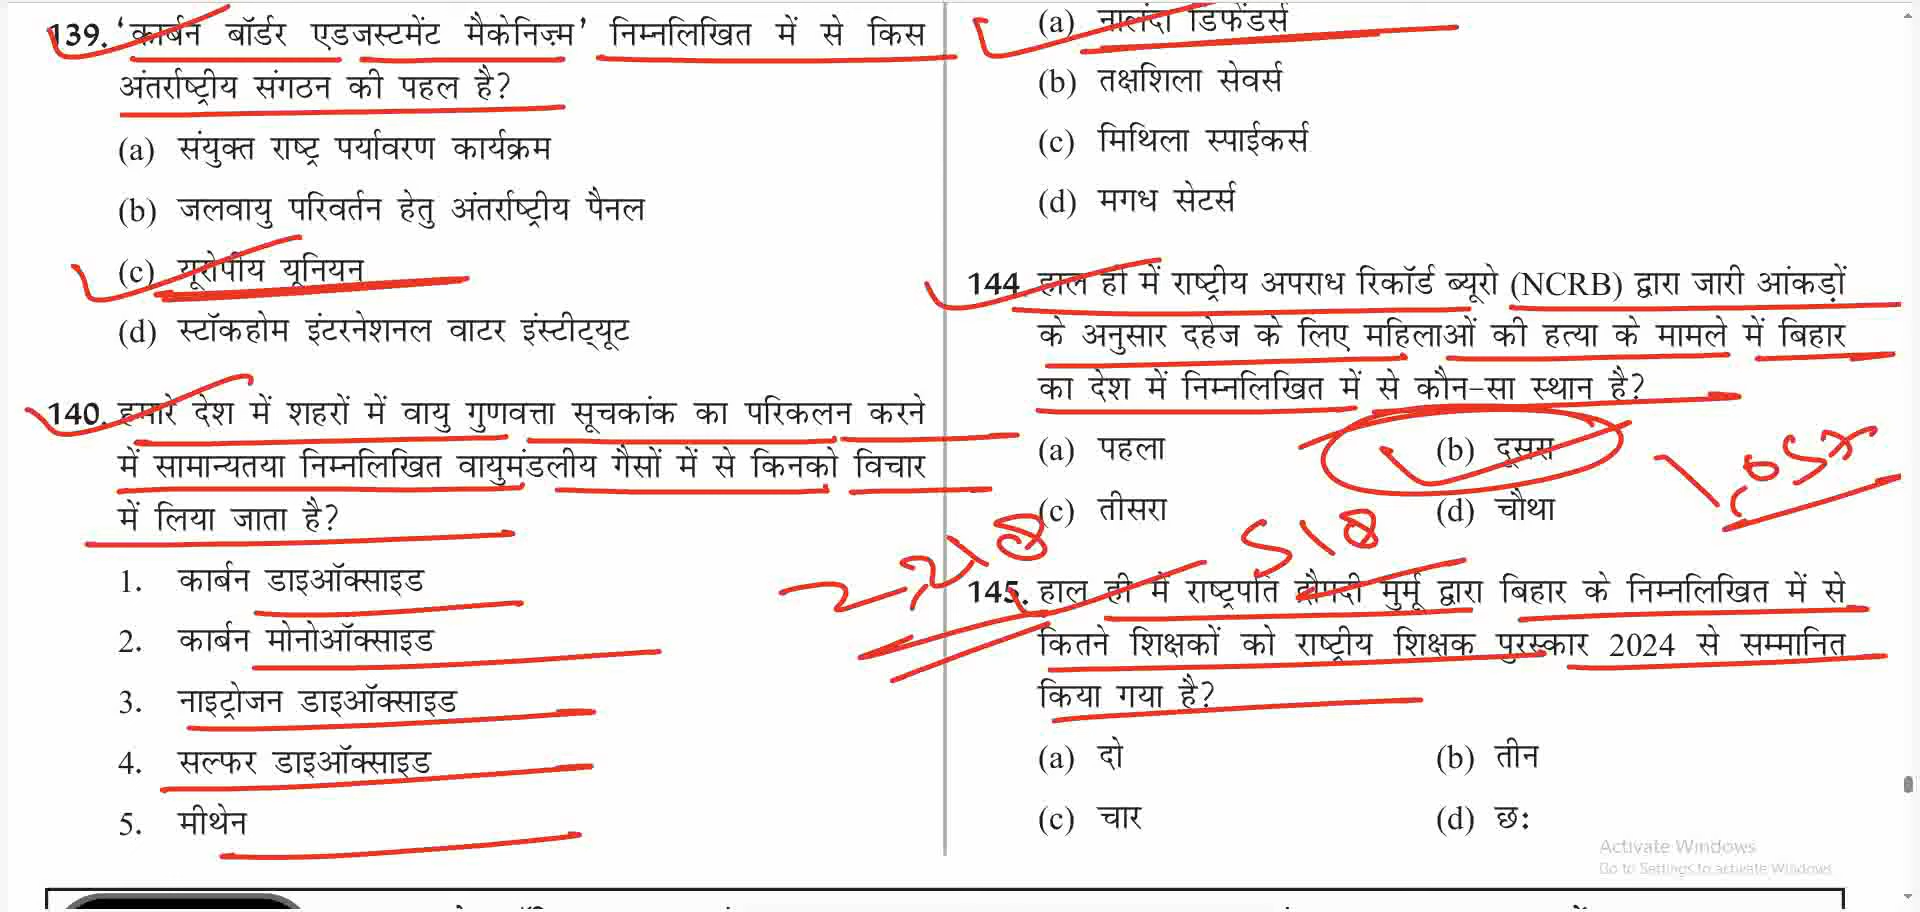 139. ‘कार्बन बॉर्डर एडजस्टमेंट मैकेनिज़्म’ निम्नलिखित में से किस
अंतर्राष्ट्रीय संगठन की पहल है?
(a) संयुक्त राष्ट्र पर्यावरण कार्यक्रम
(b) जलवायु परिवर्तन हेतु अंतर्राष्ट्रीय पैनल
(c) यूरोपीय यूनियन
(d) स्टॉकहोम इंटरनेशनल वाटर इंस्टीट्यूट
140. हमारे देश में शहरों में वायु गुणवत्ता सूचकांक का परिकलन करने
में सामान्यतया निम्नलिखित वायुमंडलीय गैसों में से किनको विचार
में लिया जाता है?
1. कार्बन डाइऑक्साइड
2. कार्बन मोनोऑक्साइड
3. नाइट्रोजन डाइऑक्साइड
4. सल्फर डाइऑक्साइड
5. मीथेन
(a) नालंदा डिफेंडर्स
(b) तक्षशिला सेवर्स
(c) मिथिला स्पाईकर्स
(d) मगध सेटर्स
144. हाल ही में राष्ट्रीय अपराध रिकॉर्ड ब्यूरो (NCRB) द्वारा जारी आंकड़ों
के अनुसार दहेज के लिए महिलाओं की हत्या के मामले में बिहार
का देश में निम्नलिखित में से कौन-सा स्थान है?
(a) पहला (b) दूसरा
(c) तीसरा (d) चौथा
145. हाल ही में राष्ट्रपति द्रौपदी मुर्मू द्वारा बिहार के निम्नलिखित में से
कितने शिक्षकों को राष्ट्रीय शिक्षक पुरस्कार 2024 से सम्मानित
किया गया है?
(a) दो (b) तीन
(c) चार (d) छः
Activate Windows
Go to Settings to activate Windows